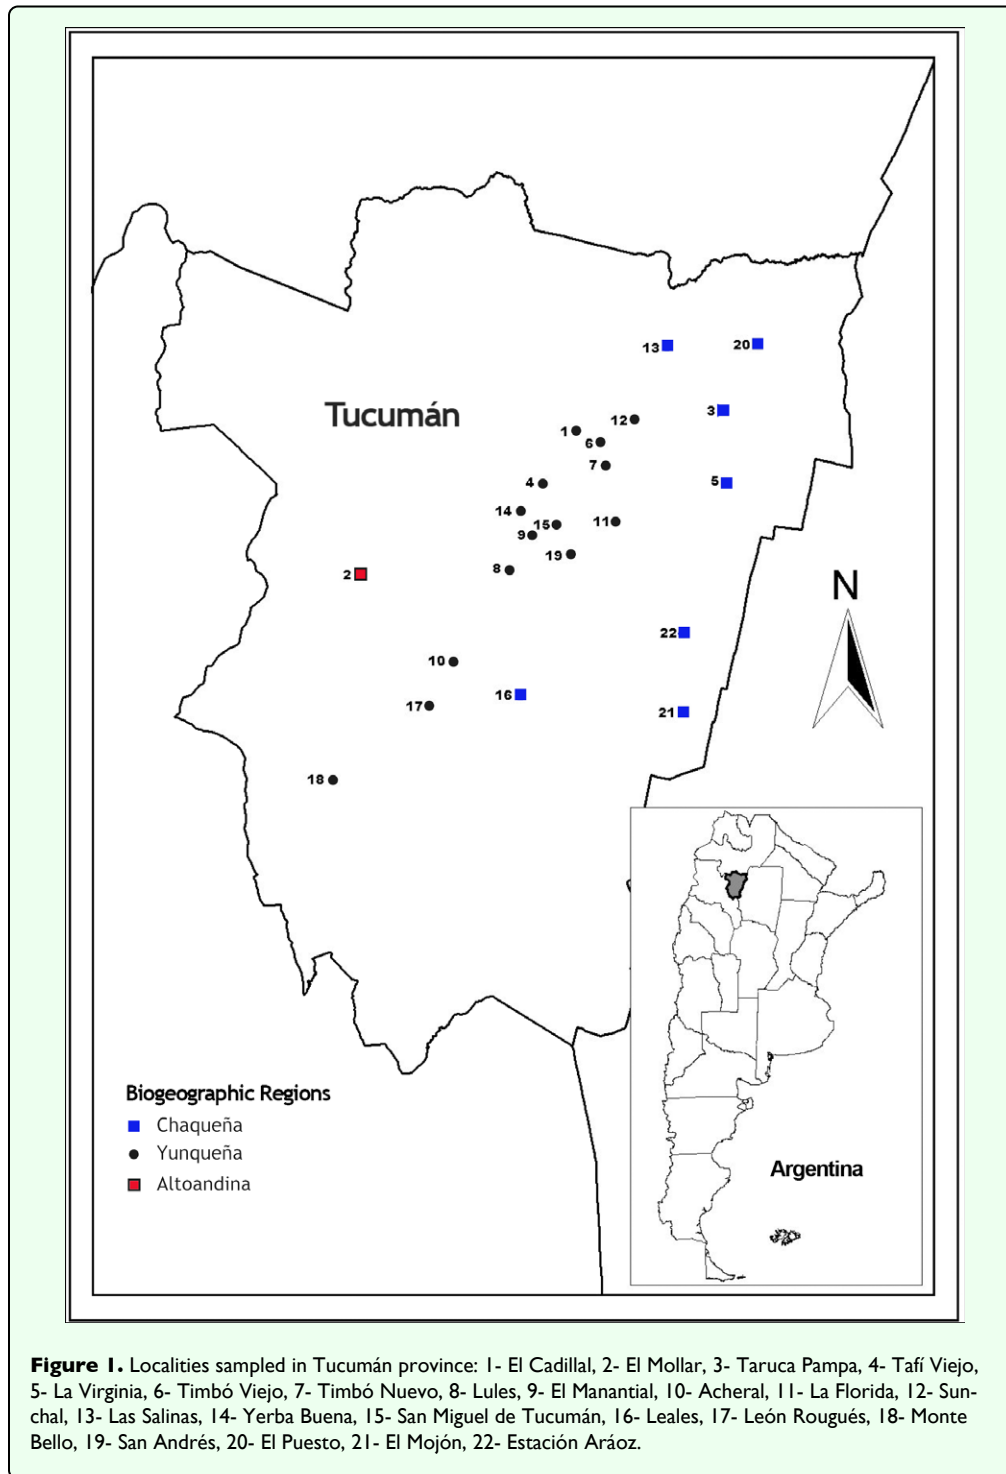 13
20
Tucumán
3
12
1
6
7
4
5
14
15
11
9
19
8
2
N
22
10
16
17
21
18
Biogeographic Regions
Chaqueña
Yunqueña
Altoandina
Argentina
Figure 1. Localities sampled in Tucumán province: 1- El Cadillal, 2- El Mollar, 3- Taruca Pampa, 4- Tafí Viejo,
5- La Virginia, 6- Timbó Viejo, 7- Timbó Nuevo, 8- Lules, 9- El Manantial, 10- Acheral, 11- La Florida, 12- Sun-
chal, 13- Las Salinas, 14- Yerba Buena, 15- San Miguel de Tucumán, 16- Leales, 17- León Rougués, 18- Monte
Bello, 19- San Andrés, 20- El Puesto, 21- El Mojón, 22- Estación Aráoz.